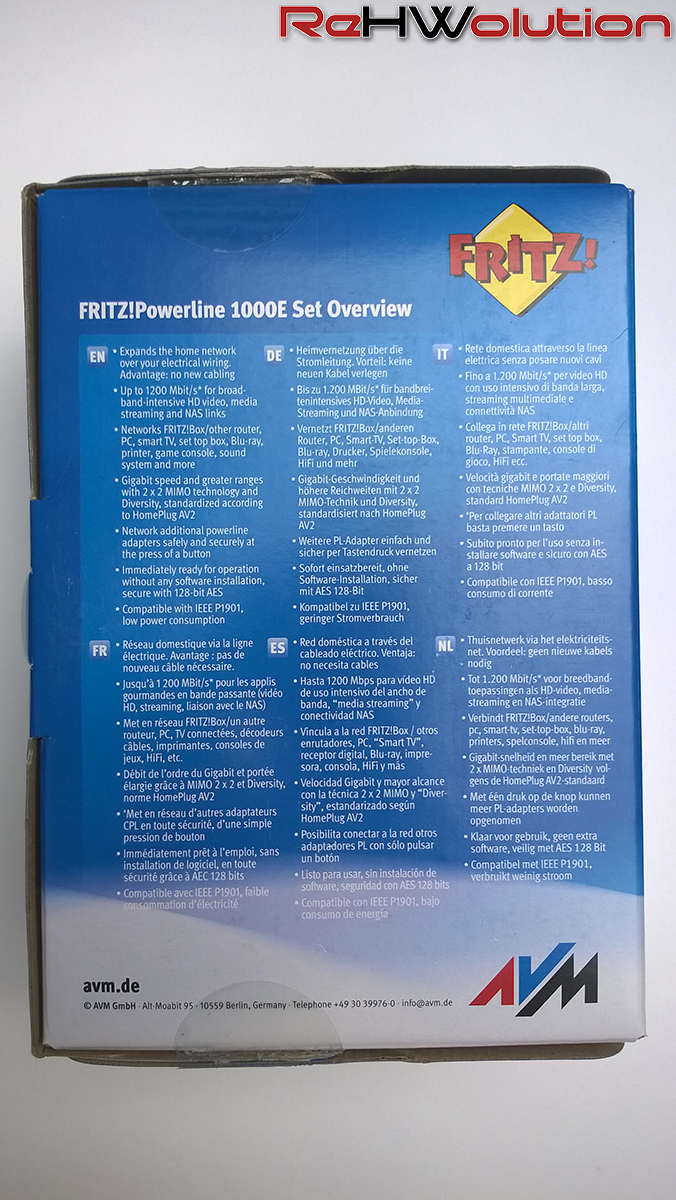 ReHWolution
FRITZ!
FRITZ!Powerline 1000E Set Overview
EN
• Expands the home network
over your electrical wiring.
Advantage: no new cabling
• Up to 1200 MBit/s* for broad-
band-intensive HD video, media
streaming and NAS links
• Networks FRITZ!Box/other router,
PC, smart TV, set top box, Blu-ray,
printer, game console, sound
system and more
• Gigabit speed and greater ranges
with 2 x 2 MIMO technology and
Diversity, standardized according
to HomePlug AV2
• Network additional powerline
adapters safely and securely at
the press of a button
• Immediately ready for operation
without any software installation,
secure with 128-bit AES
• Compatible with IEEE P1901,
low power consumption
DE
• Heimvernetzung über die
Stromleitung. Vorteil: keine
neuen Kabel verlegen
• Bis zu 1.200 MBit/s* für bandbrei-
tenintensives HD-Video, Media-
Streaming und NAS-Anbindung
• Vernetzt FRITZ!Box/anderen
Router, PC, Smart-TV, Set-top-Box,
Blu-ray, Drucker, Spielekonsole,
HiFi und mehr
• Gigabit-Geschwindigkeit und
höhere Reichweiten mit 2 x 2
MIMO-Technik und Diversity,
standardisiert nach HomePlug
AV2
• Weitere PL-Adapter einfach und
sicher per Tastendruck vernetzen
• Sofort einsatzbereit, ohne
Software-Installation, sicher
mit AES 128-Bit
• Kompatibel zu IEEE P1901,
geringer Stromverbrauch
IT
• Rete domestica attraverso la linea
elettrica senza posare nuovi cavi
• Fino a 1.200 MBit/s* per video HD
con uso intensivo di banda larga,
streaming multimediale e
connettività NAS
• Collega in rete FRITZ!Box/altri
router, PC, Smart TV, set top box,
Blu-Ray, stampante, console di
gioco, HiFi ecc.
• Velocità gigabit e portate maggiori
con tecniche MIMO 2 x 2 e Diversity,
standard HomePlug AV2
• 'Per collegare altri adattatori PL
basta premere un tasto
• Subito pronto per l'uso senza in-
stallare software e sicuro con AES
a 128 bit
• Compatibile con IEEE P1901, basso
consumo di corrente
FR
• Réseau domestique via la ligne
électrique. Avantage : pas de
nouveau câble nécessaire.
• Jusqu'à 1 200 MBit/s* pour les applis
gourmandes en bande passante (vidéo
HD, streaming, liaison avec le NAS)
• Met en réseau FRITZ!Box/un autre
routeur, PC, TV connectées, décodeurs
câbles, imprimantes, consoles de
jeux, HiFi, etc.
• Débit de l'ordre du Gigabit et portée
élargie grâce à MIMO 2 x 2 et Diversity,
norme HomePlug AV2
• 'Met en réseau d'autres adaptateurs
CPL en toute sécurité, d'une simple
pression de bouton
• Immédiatement prêt à l'emploi, sans
installation de logiciel, en toute
sécurité grâce à AEC 128 bits
• Compatible avec IEEE P1901, faible
consommation d'électricité
ES
• Red doméstica a través del
cableado eléctrico. Ventaja:
no necesita cables
• Hasta 1200 Mbps para vídeo HD
de uso intensivo del ancho de
banda, "media streaming" y
conectividad NAS
• Vincula a la red FRITZ!Box / otros
enrutadores, PC, "Smart TV",
receptor digital, Blu-ray, impre-
sora, consola, HiFi y más
• Velocidad Gigabit y mayor alcance
con la técnica 2 x 2 MIMO y "Diver-
sity", estandarizado según
HomePlug AV2
• Posibilita conectar a la red otros
adaptadores PL con sólo pulsar
un botón
• Listo para usar, sin instalación de
software, seguridad con AES 128 bits
• Compatible con IEEE P1901, bajo
consumo de energía
NL
• Thuisnetwerk via het elektriciteits-
net. Voordeel: geen nieuwe kabels
nodig
• Tot 1.200 MBit/s* voor breedband-
toepassingen als HD-video, media-
streaming en NAS-integratie
• Verbindt FRITZ!Box/andere routers,
pc, smart-tv, set-top-box, blu-ray,
printers, spelconsole, hifi en meer
• Gigabit-snelheid en meer bereik met
2 x MIMO-techniek en Diversity vol-
gens de HomePlug AV2-standaard
• Met één druk op de knop kunnen
meer PL-adapters worden
opgenomen
• Klaar voor gebruik, geen extra
software, veilig met AES 128 Bit
• Compatibel met IEEE P1901,
verbruikt weinig stroom
avm.de
© AVM GmbH · Alt-Moabit 95 · 10559 Berlin, Germany · Telephone +49 30 39976-0 · info@avm.de
AVM